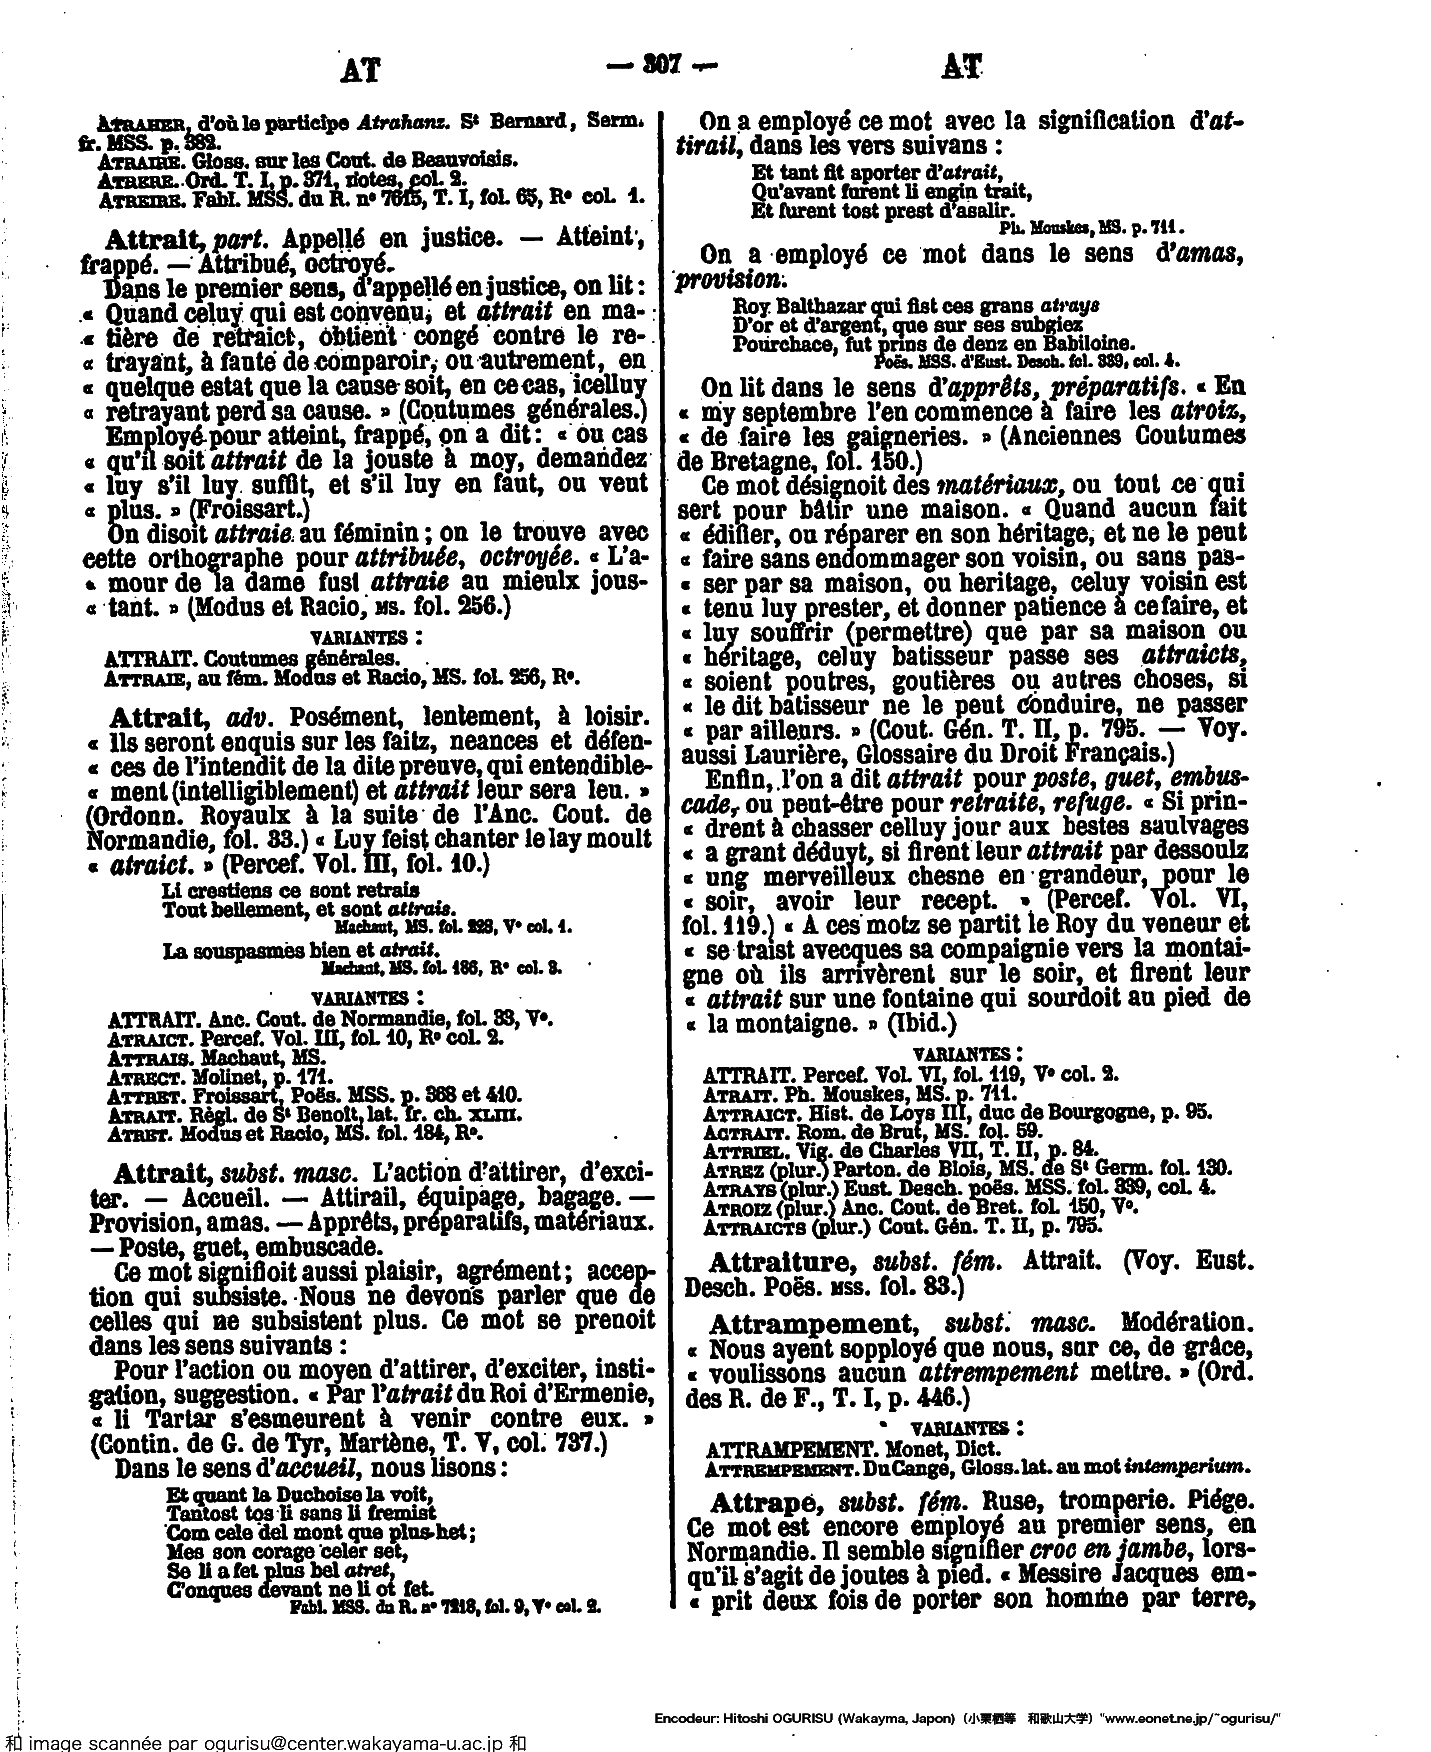 AT
— 307 —
AT
ATRAHER, d'où le participe Atrahanz. St Bernard, Serm.
fr. MSS. p. 382.
ATRAIRE. Gloss. sur les Cout. de Beauvoisis.
ATRERE. Ord. T. I, p. 371, notes, col. 2.
ATREIRE. Fabl. MSS. du R. n° 7615, T. I, fol. 65, R° col. 1.
Attrait, part. Appellé en justice. — Atteint,
frappé. — Attribué, octroyé.
Dans le premier sens, d'appellé en justice, on lit :
« Quand celuy qui est convenu, et attrait en ma-
« tière de retraict, obtient congé contre le re-
« trayant, à faute de comparoir, ou autrement, en
« quelque estat que la cause soit, en ce cas, icelluy
« retrayant perd sa cause. » (Coutumes générales.)
Employé pour atteint, frappé, on a dit : « ou cas
« qu'il soit attrait de la jouste à moy, demandez
« luy s'il luy suffit, et s'il luy en faut, ou veut
« plus. » (Froissart.)
On disoit attraie au féminin ; on le trouve avec
cette orthographe pour attribuée, octroyée. « L'a-
« mour de la dame fust attraie au mieulx jous-
« tant. » (Modus et Racio, MS. fol. 256.)
VARIANTES :
ATTRAIT. Coutumes générales.
ATTRAIE, au fém. Modus et Racio, MS. fol. 256, R°.
Attrait, adv. Posément, lentement, à loisir.
« Ils seront enquis sur les faitz, neances et défen-
« ces de l'intendit de la dite preuve, qui entendible-
« ment (intelligiblement) et attrait leur sera leu. »
(Ordonn. Royaulx à la suite de l'Anc. Cout. de
Normandie, fol. 33.) « Luy feist chanter le lay moult
« atraict. » (Percef. Vol. III, fol. 10.)
Li crestiens ce sont retrais
Tout bellement, et sont attrais.
Machaut, MS. fol. 228, V° col. 1.
La souspasmes bien et atrait.
Machaut, MS. fol. 186, R° col. 3.
VARIANTES :
ATTRAIT. Anc. Cout. de Normandie, fol. 33, V°.
ATRAICT. Percef. Vol. III, fol. 10, R° col. 2.
ATTRAIS. Machaut, MS.
ATRECT. Molinet, p. 171.
ATTRET. Froissart, Poës. MSS. p. 368 et 410.
ATRAIT. Règl. de St Benoît, lat. fr. ch. XLIII.
ATRET. Modus et Racio, MS. fol. 184, R°.
Attrait, subst. masc. L'action d'attirer, d'exci-
ter. — Accueil. — Attirail, équipage, bagage. —
Provision, amas. — Apprêts, préparatifs, matériaux.
— Poste, guet, embuscade.
Ce mot signifioit aussi plaisir, agrément ; accep-
tion qui subsiste. Nous ne devons parler que de
celles qui ne subsistent plus. Ce mot se prenoit
dans les sens suivants :
Pour l'action ou moyen d'attirer, d'exciter, insti-
gation, suggestion. « Par l'atrait du Roi d'Ermenie,
« li Tartar s'esmeurent à venir contre eux. »
(Contin. de G. de Tyr, Martène, T. V, col. 737.)
Dans le sens d'accueil, nous lisons :
Et quant la Duchoise la voit,
Tantost tos li sans li fremist
Com cele del mont que plus het ;
Mes son corage celer set,
Se li a fet plus bel atret,
C'onques devant ne li ot fet.
Fabl. MSS. du R. n° 7218, fol. 9, V° col. 2.
On a employé ce mot avec la signification d'at-
tirail, dans les vers suivans :
Et tant fit aporter d'atrait,
Qu'avant furent li engin trait,
Et furent tost prest d'asalir.
Ph. Mouskes, MS. p. 711.
On a employé ce mot dans le sens d'amas,
provision.
Roy Balthazar qui fist ces grans atrays
D'or et d'argent, que sur ses subgiez
Pourchace, fut prins de denz en Babiloine.
Poës. MSS. d'Eust. Desch. fol. 339, col. 4.
On lit dans le sens d'apprêts, préparatifs. « En
« my septembre l'en commence à faire les atroiz,
« de faire les gaigneries. » (Anciennes Coutumes
de Bretagne, fol. 150.)
Ce mot désignoit des matériaux, ou tout ce qui
sert pour bâtir une maison. « Quand aucun fait
« édifier, ou réparer en son héritage, et ne le peut
« faire sans endommager son voisin, ou sans pas-
« ser par sa maison, ou heritage, celuy voisin est
« tenu luy prester, et donner patience à ce faire, et
« luy souffrir (permettre) que par sa maison ou
« héritage, celuy batisseur passe ses attraicts,
« soient poutres, goutières ou autres choses, si
« le dit batisseur ne le peut conduire, ne passer
« par ailleurs. » (Cout. Gén. T. II, p. 795. — Voy.
aussi Laurière, Glossaire du Droit Français.)
Enfin, l'on a dit attrait pour poste, guet, embus-
cade, ou peut-être pour retraite, refuge. « Si prin-
« drent à chasser celluy jour aux bestes saulvages
« a grant déduyt, si firent leur attrait par dessoulz
« ung merveilleux chesne en grandeur, pour le
« soir, avoir leur recept. » (Percef. Vol. VI,
fol. 119.) « A ces motz se partit le Roy du veneur et
« se traist avecques sa compaignie vers la montai-
gne où ils arrivèrent sur le soir, et firent leur
« attrait sur une fontaine qui sourdoit au pied de
« la montaigne. » (Ibid.)
VARIANTES :
ATTRAIT. Percef. Vol. VI, fol. 119, V° col. 2.
ATRAIT. Ph. Mouskes, MS. p. 711.
ATTRAICT. Hist. de Loys III, duc de Bourgogne, p. 95.
ACTRAIT. Rom. de Brut, MS. fol. 59.
ATTRIEL. Vig. de Charles VII, T. II, p. 84.
ATREZ (plur.) Parton. de Blois, MS. de St Germ. fol. 130.
ATRAYS (plur.) Eust. Desch. poës. MSS. fol. 339, col. 4.
ATROIZ (plur.) Anc. Cout. de Bret. fol. 150, V°.
ATTRAICTS (plur.) Cout. Gén. T. II, p. 795.
Attraiture, subst. fém. Attrait. (Voy. Eust.
Desch. Poës. MSS. fol. 83.)
Attrampement, subst. masc. Modération.
« Nous ayent sopployé que nous, sur ce, de grâce,
« voulissons aucun attrempement mettre. » (Ord.
des R. de F., T. I, p. 446.)
VARIANTES :
ATTRAMPEMENT. Monet, Dict.
ATTREMPEMENT. Du Cange, Gloss. lat. au mot intemperium.
Attrape, subst. fém. Ruse, tromperie. Piége.
Ce mot est encore employé au premier sens, en
Normandie. Il semble signifier croc en jambe, lors-
qu'il s'agit de joutes à pied. « Messire Jacques em-
« prit deux fois de porter son homme par terre,
Encodeur: Hitoshi OGURISU (Wakayma, Japon) (小栗栖等 和歌山大学) "www.eonet.ne.jp/~ogurisu/"
和 image scannée par ogurisu@center.wakayama-u.ac.jp 和